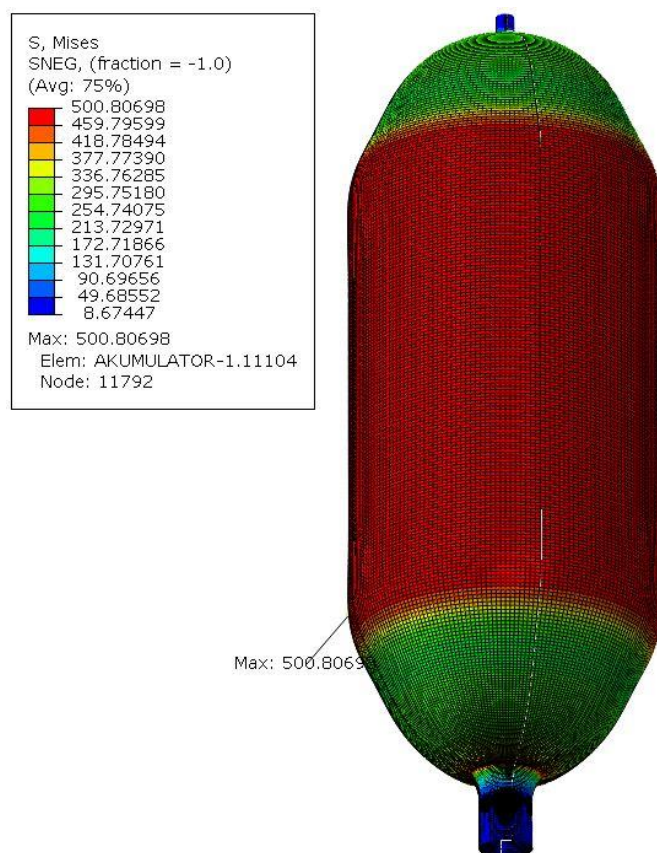 S, Mises
SNEG, (fraction = -1.0)
(Avg: 75%)
500.80698
459.79599
418.78494
377.77390
336.76285
295.75180
254.74075
213.72971
172.71866
131.70761
90.69656
49.68552
8.67447
Max: 500.80698
Elem: AKUMULATOR-1.11104
Node: 11792
Max: 500.80698